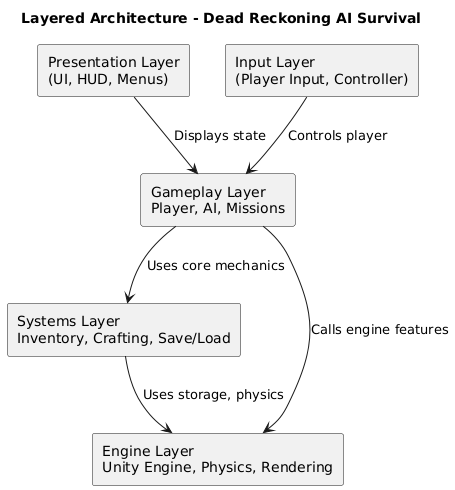 Layered Architecture - Dead Reckoning AI Survival
Presentation Layer
(UI, HUD, Menus)
Input Layer
(Player Input, Controller)
Displays state
Controls player
Gameplay Layer
Player, AI, Missions
Uses core mechanics
Systems Layer
Inventory, Crafting, Save/Load
Calls engine features
Uses storage, physics
Engine Layer
Unity Engine, Physics, Rendering